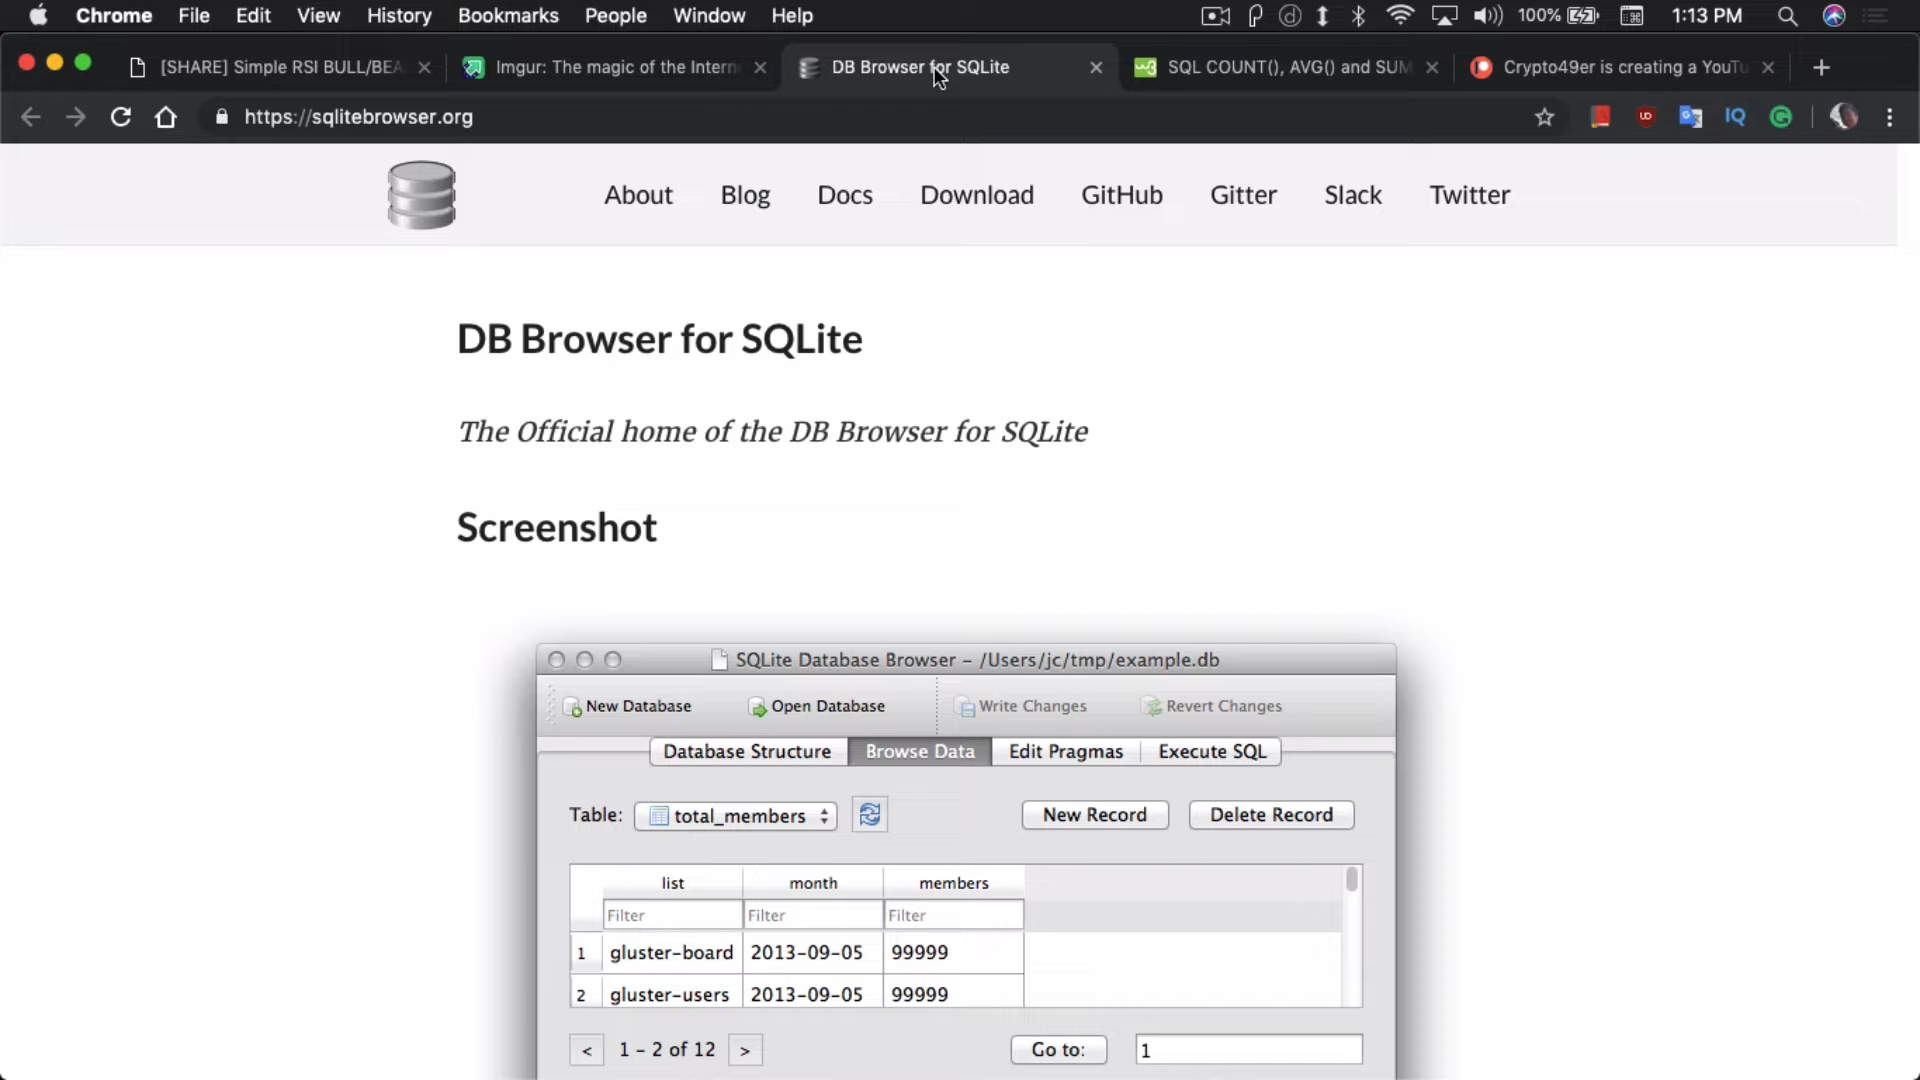 Chrome File Edit View History Bookmarks People Window Help 100% 1:13 PM
[SHARE] Simple RSI BULL/BEA Imgur: The magic of the Intern DB Browser for SQLite SQL COUNT(), AVG() and SUM Crypto49er is creating a YouTu
https://sqlitebrowser.org
About Blog Docs Download GitHub Gitter Slack Twitter
DB Browser for SQLite
The Official home of the DB Browser for SQLite
Screenshot
SQLite Database Browser – /Users/jc/tmp/example.db
New Database Open Database Write Changes Revert Changes
Database Structure Browse Data Edit Pragmas Execute SQL
Table: total_members New Record Delete Record
list month members
Filter Filter Filter
1 gluster-board 2013-09-05 99999
2 gluster-users 2013-09-05 99999
< 1 - 2 of 12 > Go to: 1